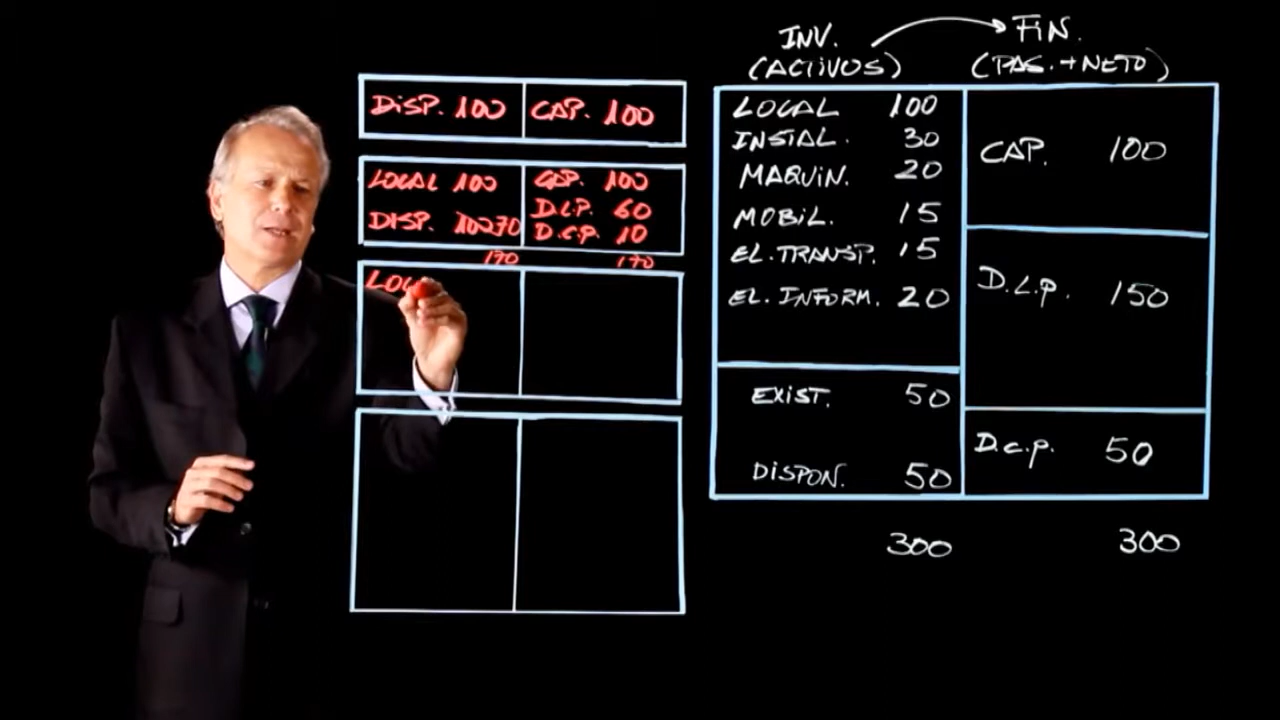 DISP. 100 CAP. 100
LOCAL 100 CAP. 100
D.L.P. 60
DISP. 70 D.C.P. 10
170 170
INV. FIN.
(ACTIVOS) (PAS. + NETO)
LOCAL 100
INSTAL. 30
MAQUIN. 20
MOBIL. 15
EL. TRANSP. 15
EL. INFORM. 20
EXIST. 50
DISPON. 50
CAP. 100
D.L.P. 150
D.C.P. 50
300 300